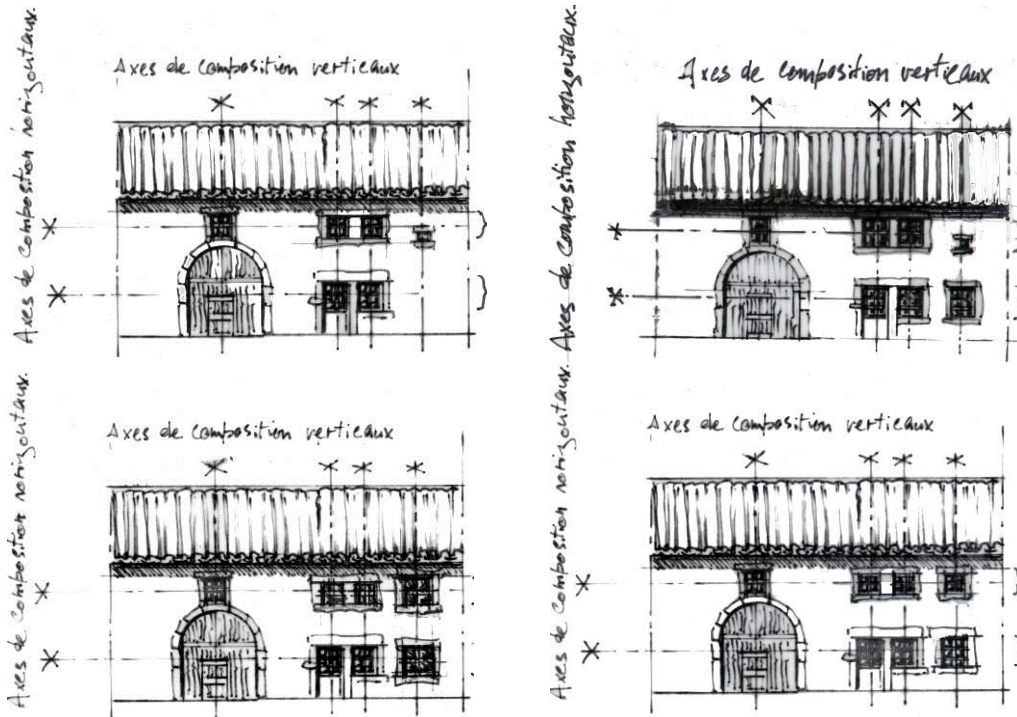 Axes de composition verticaux
Axes de composition horizontaux.
Axes de composition verticaux
Axes de composition horizontaux.
Axes de composition verticaux
Axes de composition horizontaux.
Axes de composition verticaux
Axes de composition horizontaux.